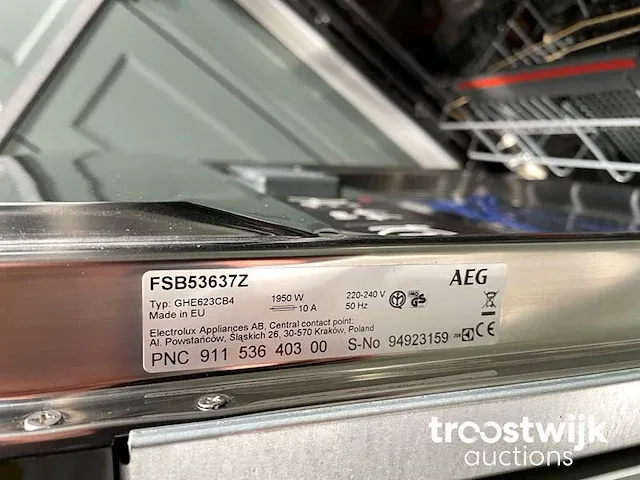 FSB53637Z
AEG
Typ: GHE623CB4
Made in EU
1950 W
10 A
220-240 V
50 Hz
Electrolux Appliances AB, Central contact point:
Al. Powstańców, Śląskich 26, 30-570 Kraków, Poland
PNC 911 536 403 00 S-No 94923159
troostwijk
auctions